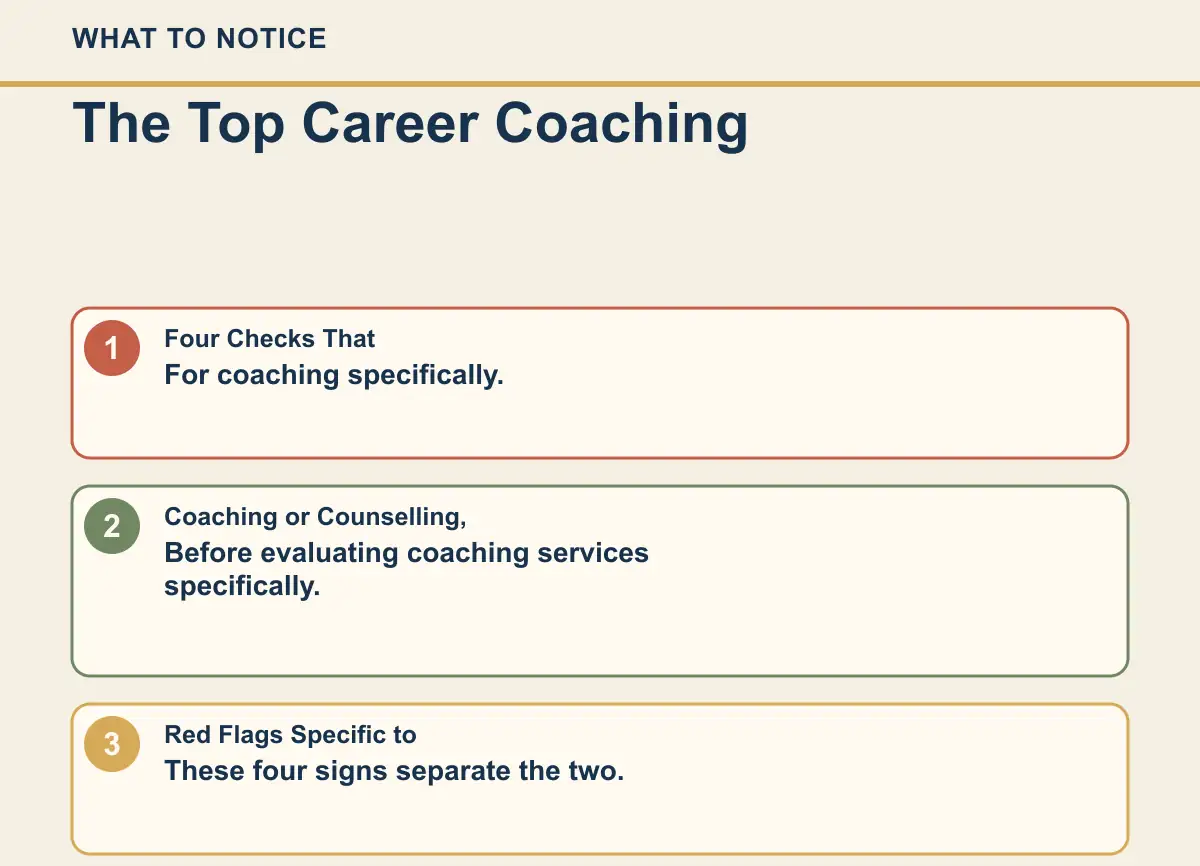 WHAT TO NOTICE
The Top Career Coaching
1
Four Checks That
For coaching specifically.
2
Coaching or Counselling,
Before evaluating coaching services
specifically.
3
Red Flags Specific to
These four signs separate the two.